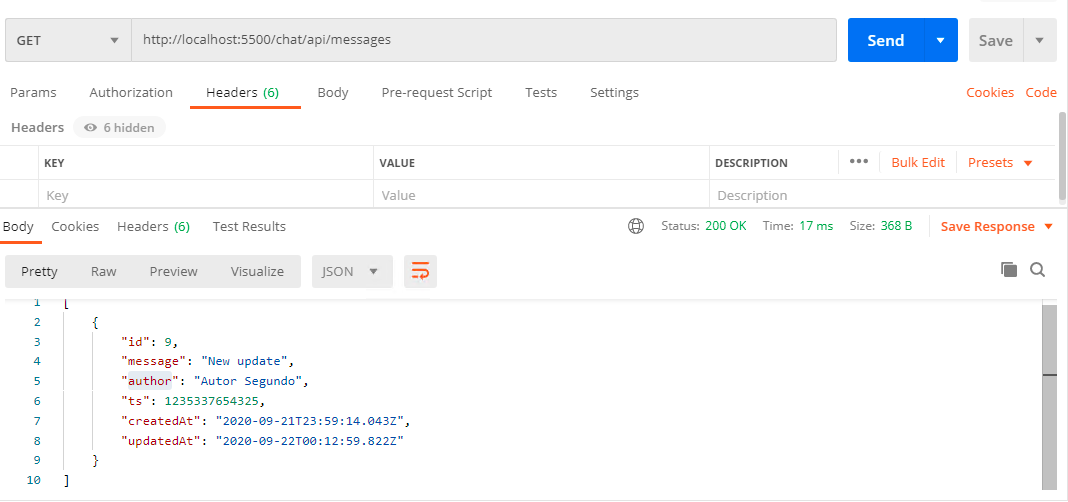 GET http://localhost:5500/chat/api/messages Send Save
Params Authorization Headers (6) Body Pre-request Script Tests Settings Cookies Code
Headers 6 hidden
KEY VALUE DESCRIPTION ••• Bulk Edit Presets
Key Value Description
Body Cookies Headers (6) Test Results Status: 200 OK Time: 17 ms Size: 368 B Save Response
Pretty Raw Preview Visualize JSON
1 [
2 {
3 "id": 9,
4 "message": "New update",
5 "author": "Autor Segundo",
6 "ts": 1235337654325,
7 "createdAt": "2020-09-21T23:59:14.043Z",
8 "updatedAt": "2020-09-22T00:12:59.822Z"
9 }
10 ]